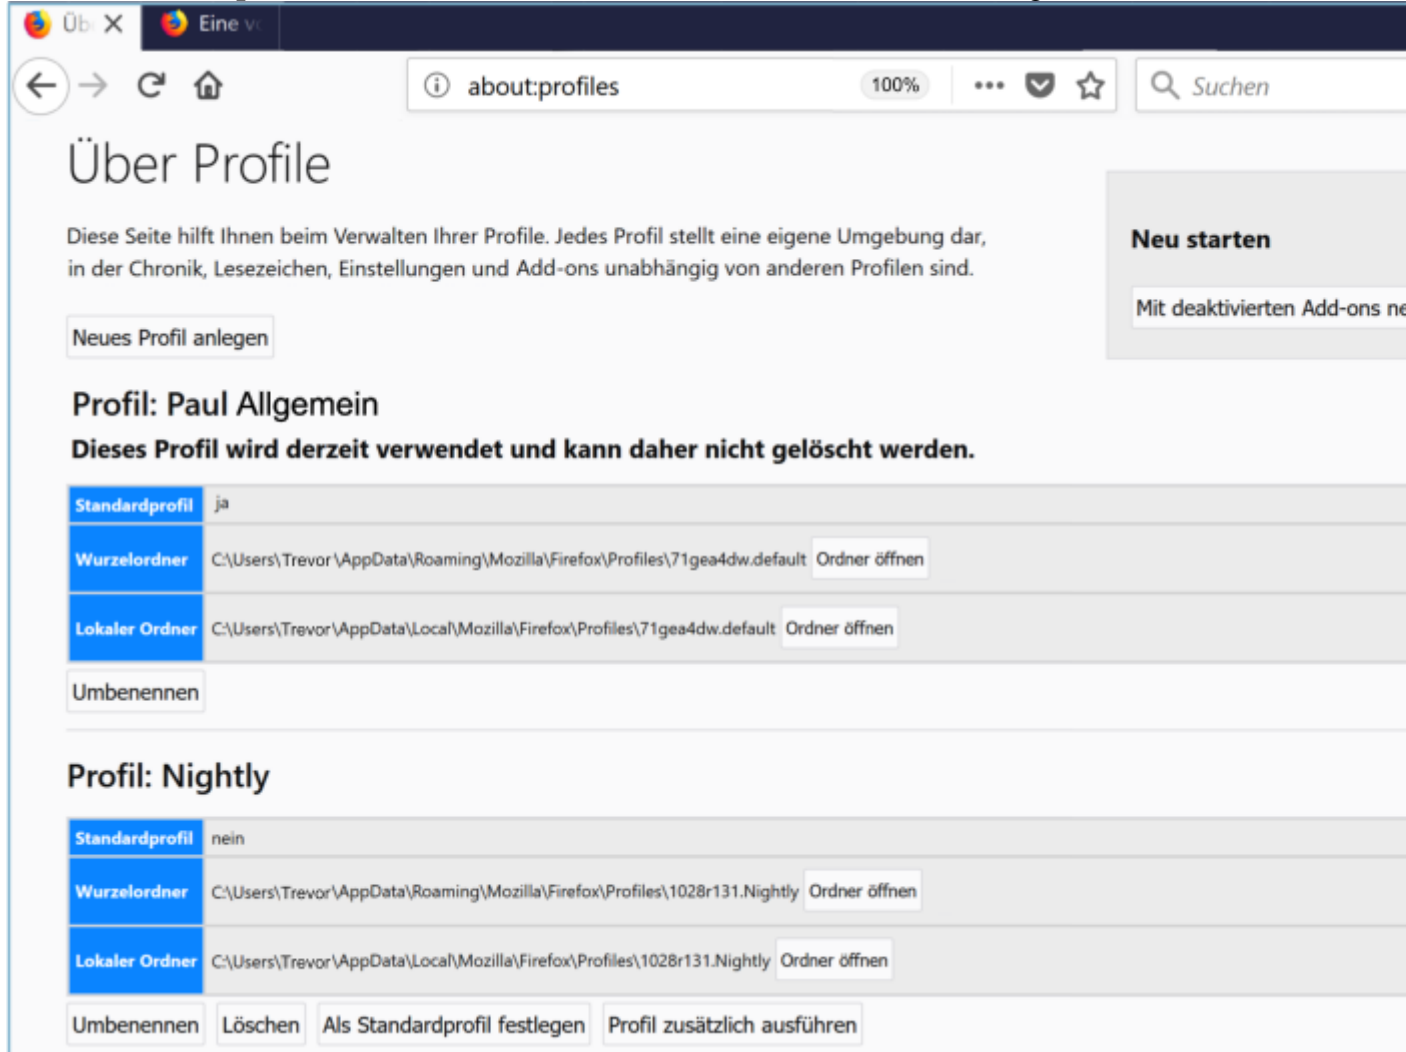 Üb
Eine v
about:profiles
100%
Suchen
Über Profile
Diese Seite hilft Ihnen beim Verwalten Ihrer Profile. Jedes Profil stellt eine eigene Umgebung dar,
in der Chronik, Lesezeichen, Einstellungen und Add-ons unabhängig von anderen Profilen sind.
Neu starten
Mit deaktivierten Add-ons ne
Neues Profil anlegen
Profil: Paul Allgemein
Dieses Profil wird derzeit verwendet und kann daher nicht gelöscht werden.
Standardprofil ja
Wurzelordner C:\Users\Trevor\AppData\Roaming\Mozilla\Firefox\Profiles\71gea4dw.default Ordner öffnen
Lokaler Ordner C:\Users\Trevor\AppData\Local\Mozilla\Firefox\Profiles\71gea4dw.default Ordner öffnen
Umbenennen
Profil: Nightly
Standardprofil nein
Wurzelordner C:\Users\Trevor\AppData\Roaming\Mozilla\Firefox\Profiles\1028r131.Nightly Ordner öffnen
Lokaler Ordner C:\Users\Trevor\AppData\Local\Mozilla\Firefox\Profiles\1028r131.Nightly Ordner öffnen
Umbenennen Löschen Als Standardprofil festlegen Profil zusätzlich ausführen